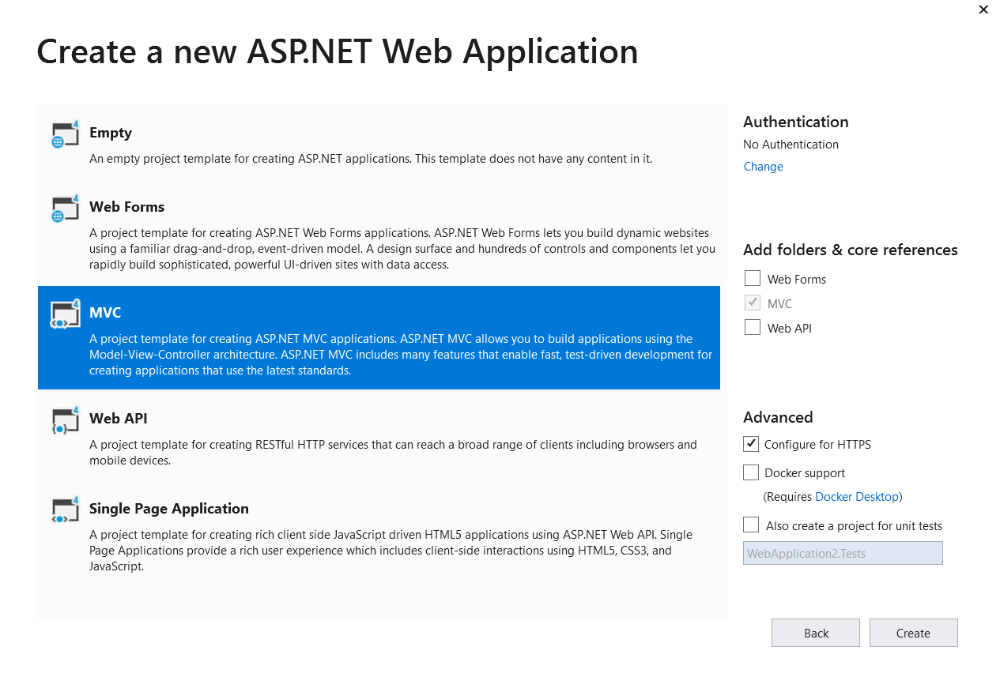 Create a new ASP.NET Web Application
Empty
An empty project template for creating ASP.NET applications. This template does not have any content in it.
Web Forms
A project template for creating ASP.NET Web Forms applications. ASP.NET Web Forms lets you build dynamic websites
using a familiar drag-and-drop, event-driven model. A design surface and hundreds of controls and components let you
rapidly build sophisticated, powerful UI-driven sites with data access.
MVC
A project template for creating ASP.NET MVC applications. ASP.NET MVC allows you to build applications using the
Model-View-Controller architecture. ASP.NET MVC includes many features that enable fast, test-driven development for
creating applications that use the latest standards.
Web API
A project template for creating RESTful HTTP services that can reach a broad range of clients including browsers and
mobile devices.
Single Page Application
A project template for creating rich client side JavaScript driven HTML5 applications using ASP.NET Web API. Single
Page Applications provide a rich user experience which includes client-side interactions using HTML5, CSS3, and
JavaScript.
Authentication
No Authentication
Change
Add folders & core references
Web Forms
MVC
Web API
Advanced
Configure for HTTPS
Docker support
(Requires Docker Desktop)
Also create a project for unit tests
WebApplication2.Tests
Back
Create